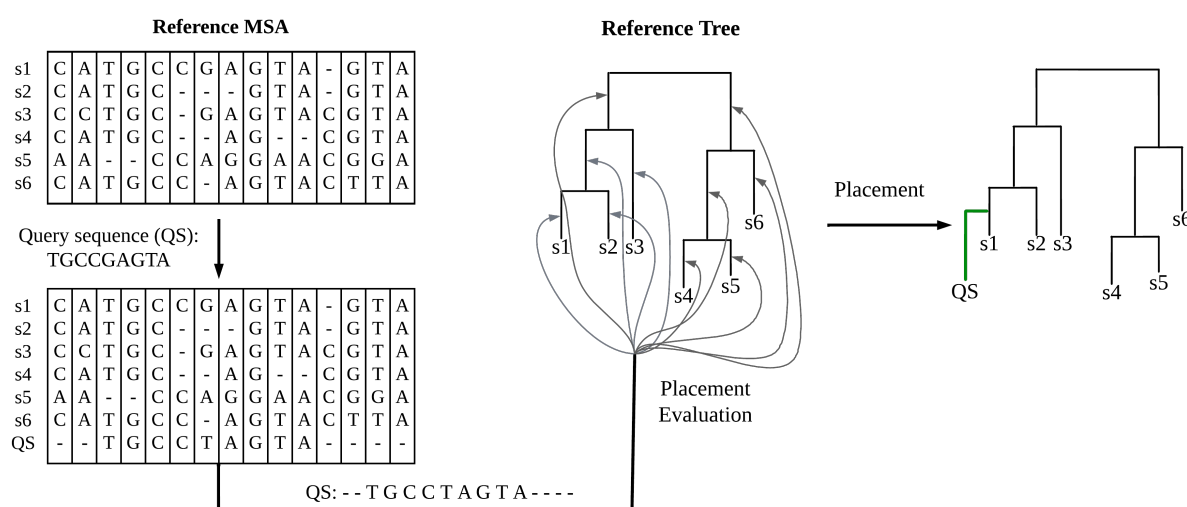 Reference MSA
s1 C A T G C C G A G T A - G T A
s2 C A T G C - - - G T A - G T A
s3 C C T G C - G A G T A C G T A
s4 C A T G C - - A G - - C G T A
s5 A A - - C C A G G A A C G G A
s6 C A T G C C - A G T A C T T A
Query sequence (QS):
TGCCGAGTA
s1 C A T G C C G A G T A - G T A
s2 C A T G C - - - G T A - G T A
s3 C C T G C - G A G T A C G T A
s4 C A T G C - - A G - - C G T A
s5 A A - - C C A G G A A C G G A
s6 C A T G C C - A G T A C T T A
QS - - T G C C T A G T A - - - -
QS: - - T G C C T A G T A - - - -
Reference Tree
s6
s1 s2 s3
s5
s4
Placement
Evaluation
Placement
s6
s1 s2 s3
s5
QS s4